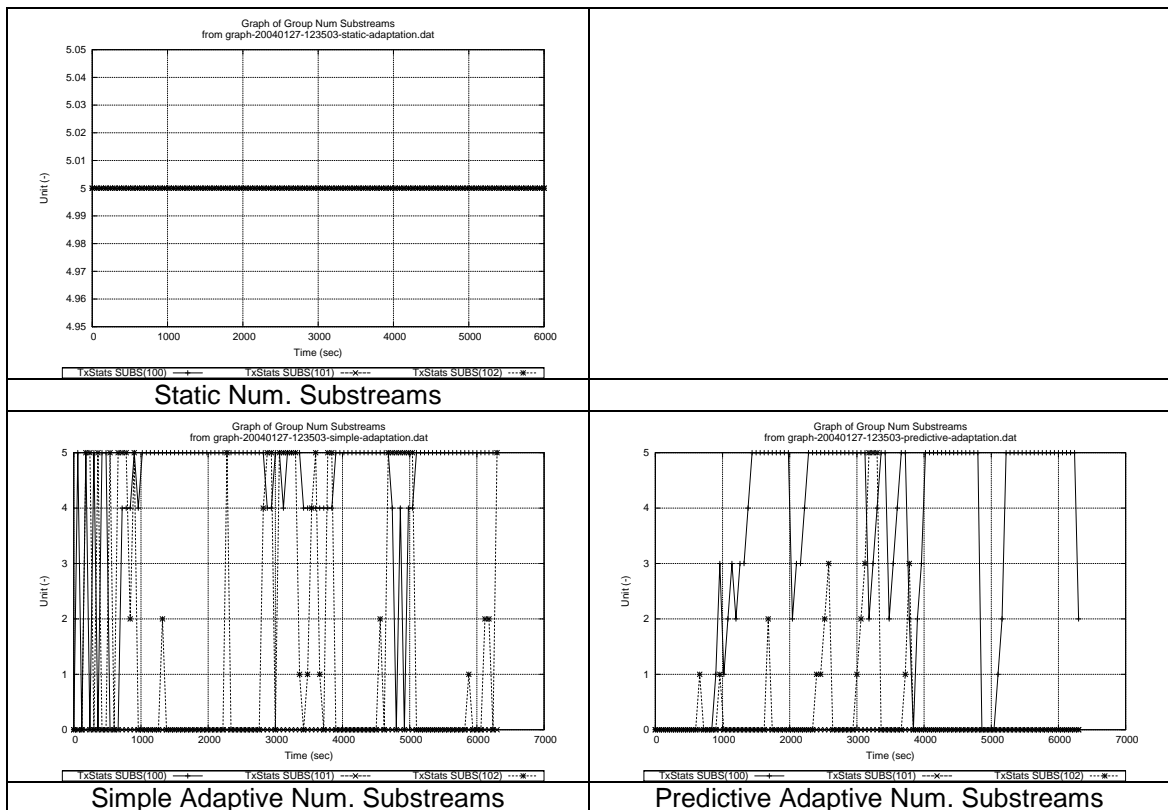 Graph of Group Num Substreams
from graph-20040127-123503-static-adaptation.dat
5.05
5.04
5.03
5.02
5.01
5
4.99
4.98
4.97
4.96
4.95
Unit (-)
0 1000 2000 3000 4000 5000 6000
Time (sec)
TxStats SUBS(100) TxStats SUBS(101) TxStats SUBS(102)
Static Num. Substreams
Graph of Group Num Substreams
from graph-20040127-123503-simple-adaptation.dat
5
4
3
2
1
0
Unit (-)
0 1000 2000 3000 4000 5000 6000 7000
Time (sec)
TxStats SUBS(100) TxStats SUBS(101) TxStats SUBS(102)
Simple Adaptive Num. Substreams
Graph of Group Num Substreams
from graph-20040127-123503-predictive-adaptation.dat
5
4
3
2
1
0
Unit (-)
0 1000 2000 3000 4000 5000 6000 7000
Time (sec)
TxStats SUBS(100) TxStats SUBS(101) TxStats SUBS(102)
Predictive Adaptive Num. Substreams